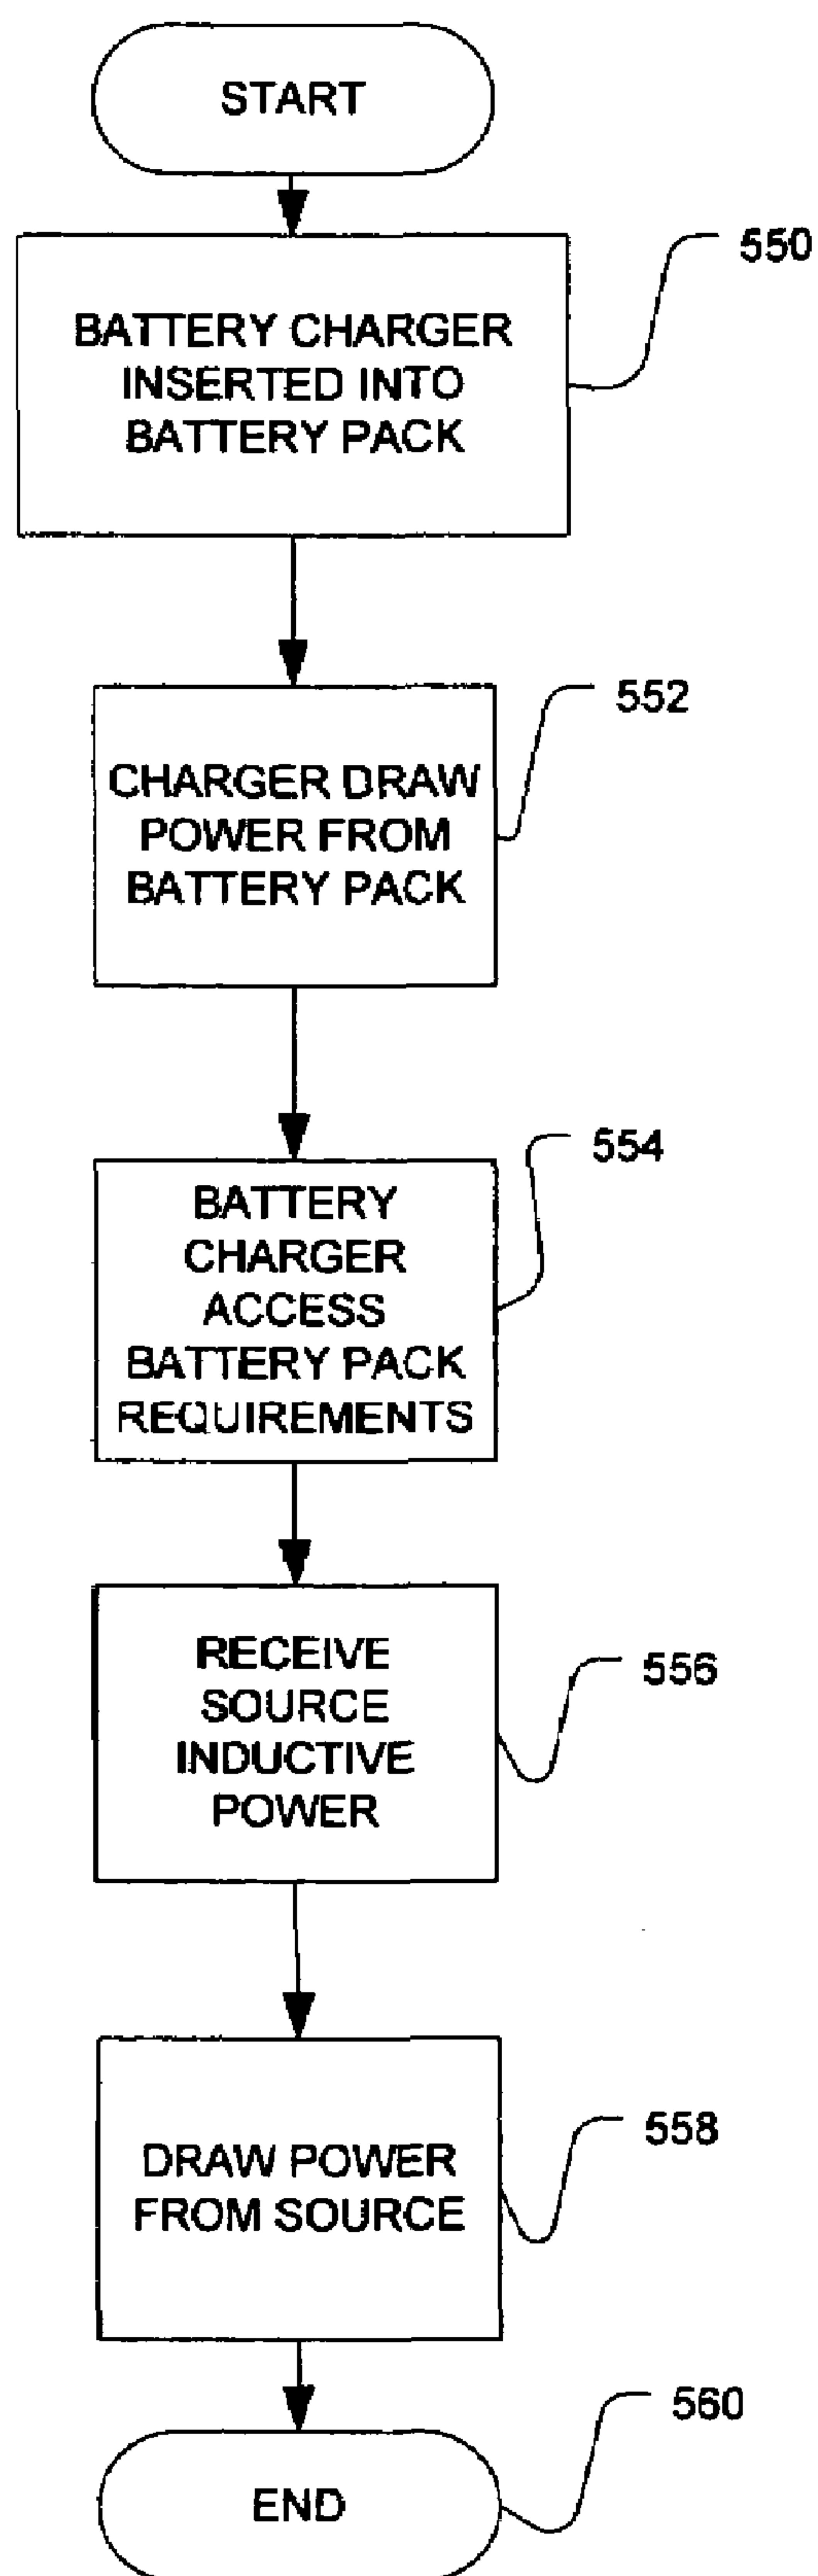 START
550
BATTERY CHARGER
INSERTED INTO
BATTERY PACK
552
CHARGER DRAW
POWER FROM
BATTERY PACK
554
BATTERY
CHARGER
ACCESS
BATTERY PACK
REQUIREMENTS
556
RECEIVE
SOURCE
INDUCTIVE
POWER
558
DRAW POWER
FROM SOURCE
560
END